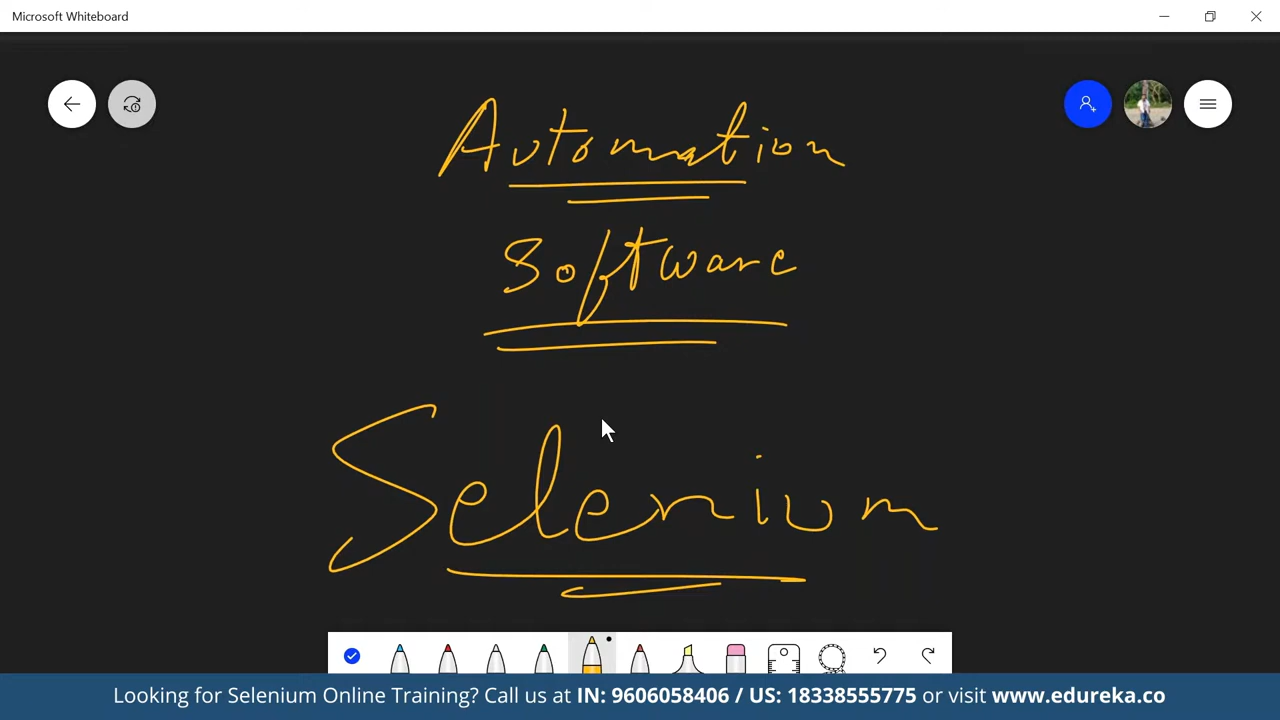 Microsoft Whiteboard
Automation
Software
Selenium
Looking for Selenium Online Training? Call us at IN: 9606058406 / US: 18338555775 or visit www.edureka.co